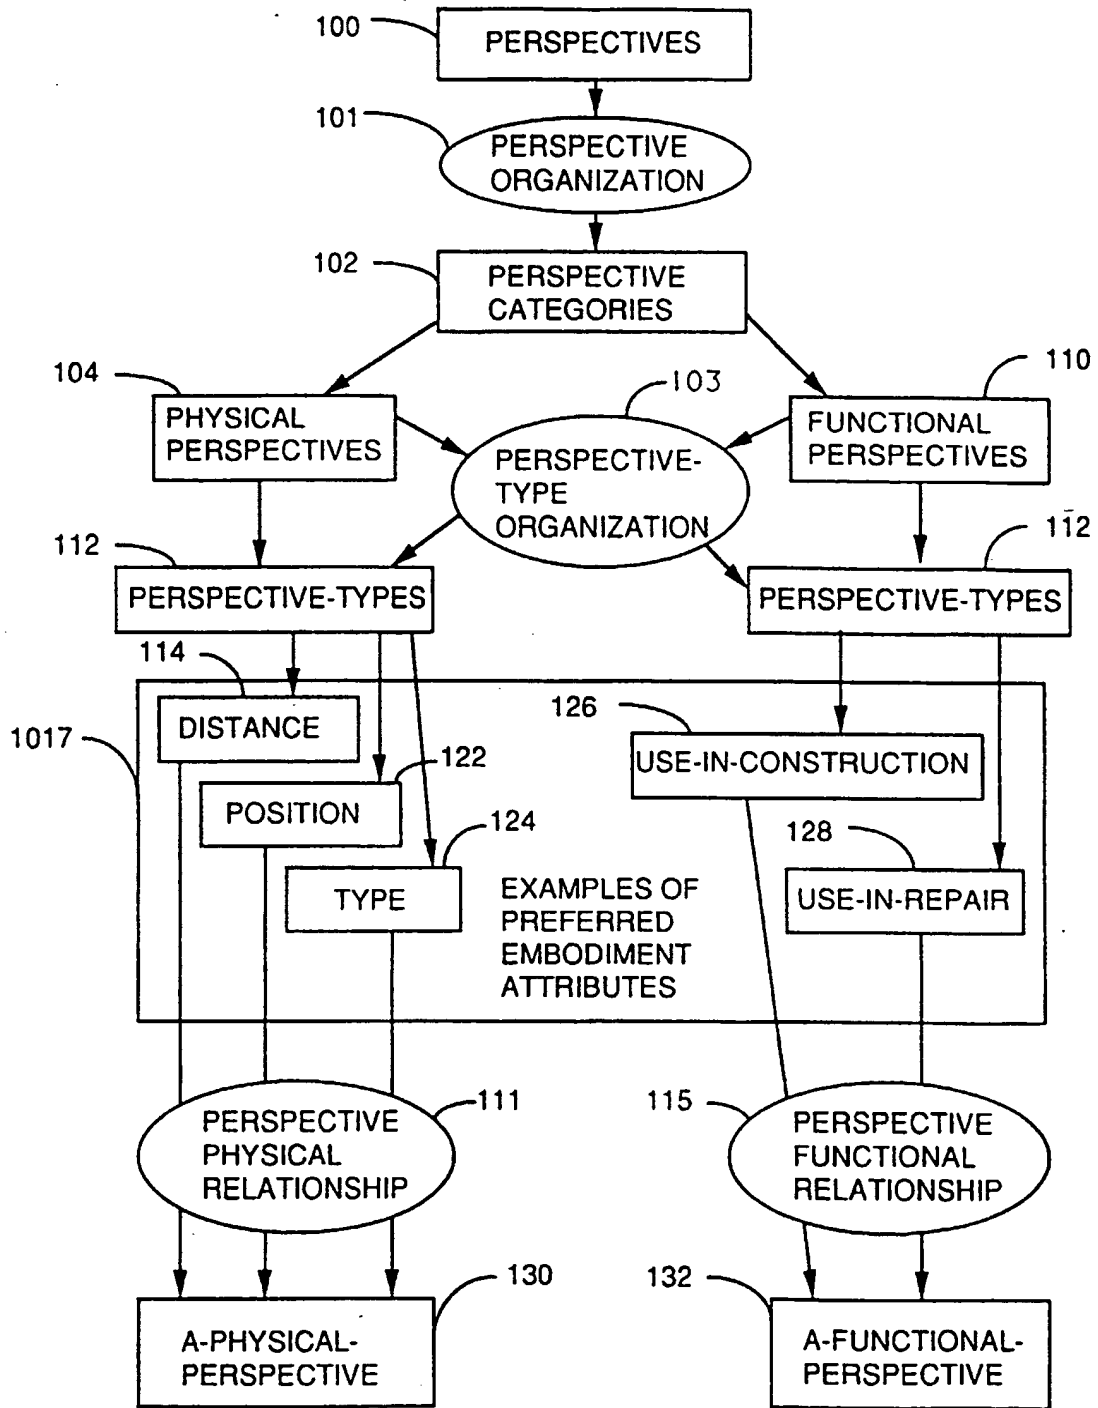 100
PERSPECTIVES
101
PERSPECTIVE
ORGANIZATION
102
PERSPECTIVE
CATEGORIES
104
103
110
PHYSICAL
PERSPECTIVES
PERSPECTIVE-
TYPE
ORGANIZATION
FUNCTIONAL
PERSPECTIVES
112
112
PERSPECTIVE-TYPES
PERSPECTIVE-TYPES
114
DISTANCE
126
1017
USE-IN-CONSTRUCTION
122
POSITION
124
128
TYPE
EXAMPLES OF
PREFERRED
EMBODIMENT
ATTRIBUTES
USE-IN-REPAIR
111
PERSPECTIVE
PHYSICAL
RELATIONSHIP
115
PERSPECTIVE
FUNCTIONAL
RELATIONSHIP
130
132
A-PHYSICAL-
PERSPECTIVE
A-FUNCTIONAL-
PERSPECTIVE